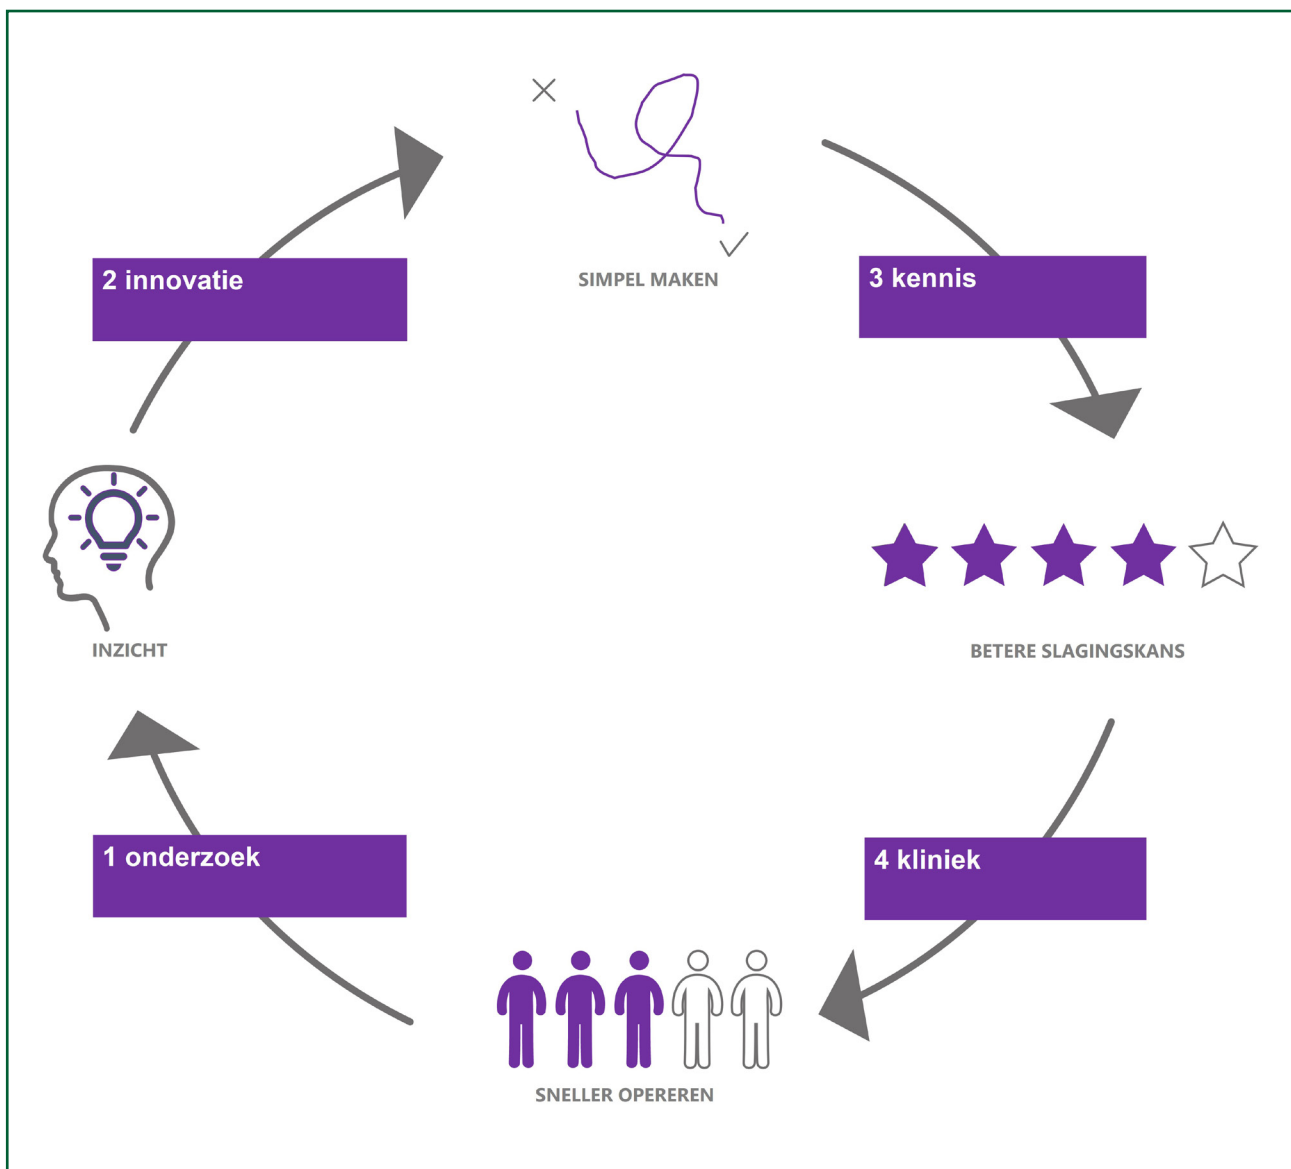 SIMPEL MAKEN
2 innovatie
3 kennis
INZICHT
BETERE SLAGINGSKANS
1 onderzoek
4 kliniek
SNELLER OPEREREN